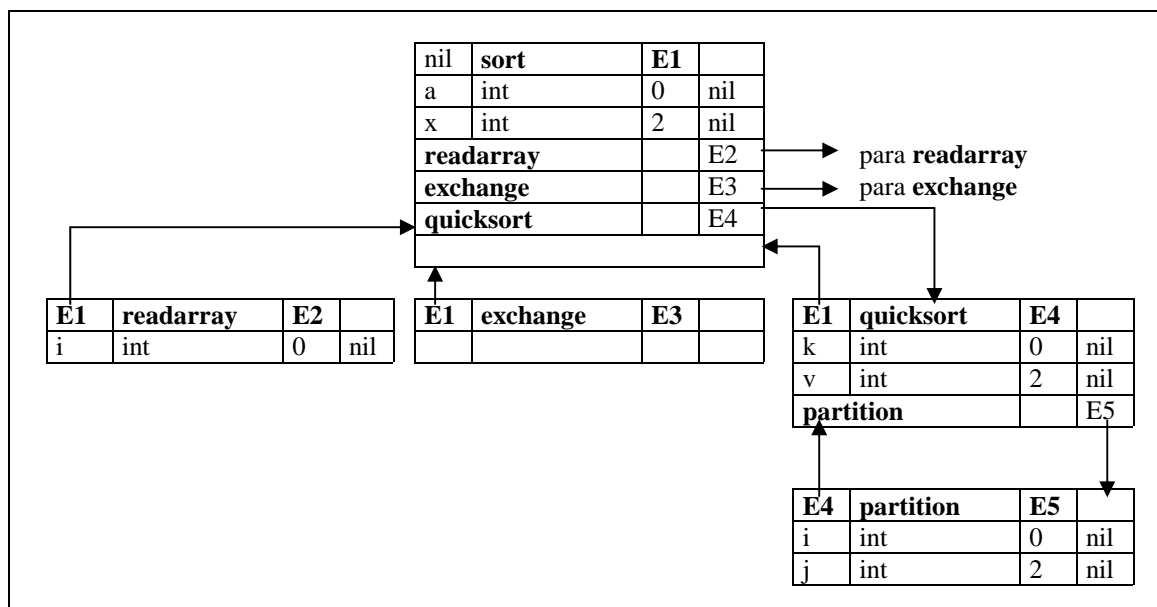 nil sort E1
a int 0 nil
x int 2 nil
readarray E2
para readarray
exchange E3
para exchange
quicksort E4
E1 readarray E2
i int 0 nil
E1 exchange E3
E1 quicksort E4
k int 0 nil
v int 2 nil
partition E5
E4 partition E5
i int 0 nil
j int 2 nil